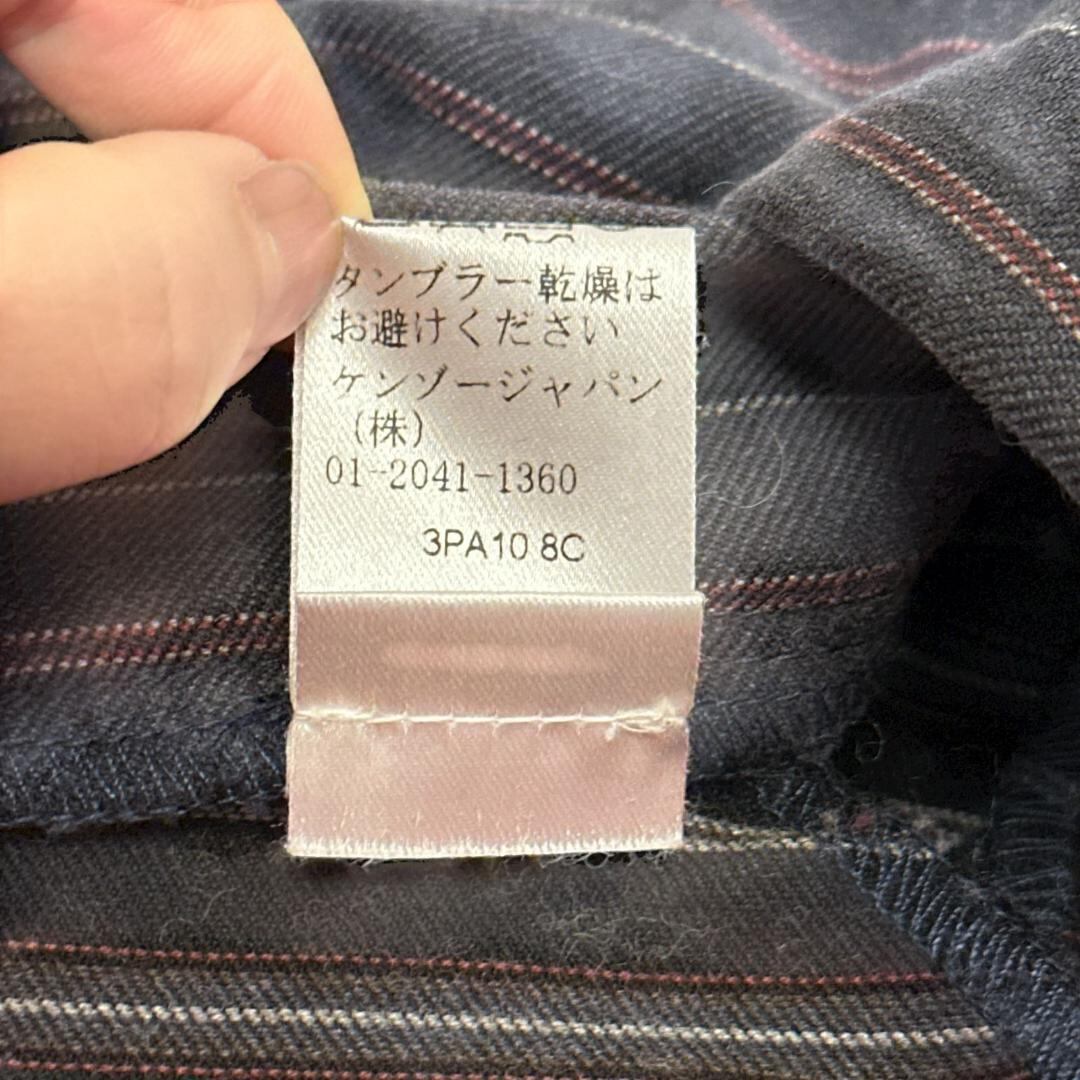 タンブラー乾燥は
お避けください
ケンゾージャパン
(株)
01-2041-1360
3PA10 8C